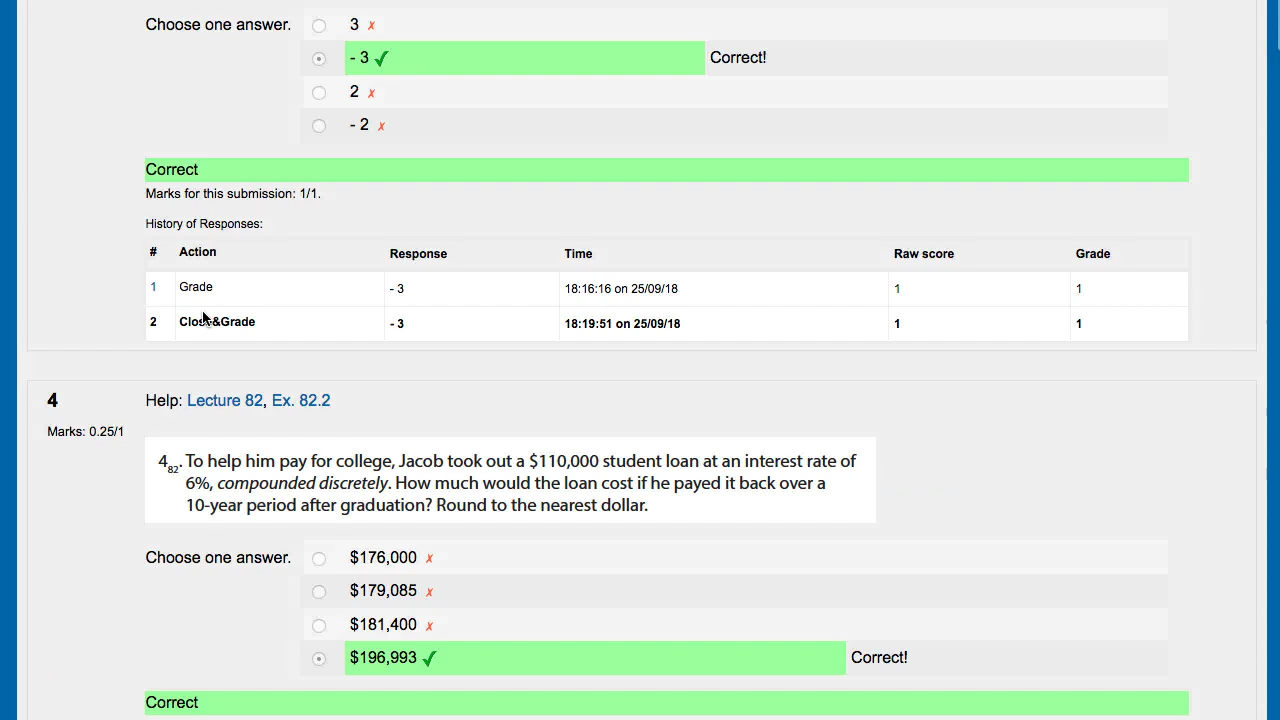 Choose one answer.
3 ✗
- 3 ✓ Correct!
2 ✗
- 2 ✗
Correct
Marks for this submission: 1/1.
History of Responses:
# Action Response Time Raw score Grade
1 Grade - 3 18:16:16 on 25/09/18 1 1
2 Close&Grade - 3 18:19:51 on 25/09/18 1 1
4 Help: Lecture 82, Ex. 82.2
Marks: 0.25/1
4₈₂. To help him pay for college, Jacob took out a $110,000 student loan at an interest rate of
6%, compounded discretely. How much would the loan cost if he payed it back over a
10-year period after graduation? Round to the nearest dollar.
Choose one answer.
$176,000 ✗
$179,085 ✗
$181,400 ✗
$196,993 ✓ Correct!
Correct